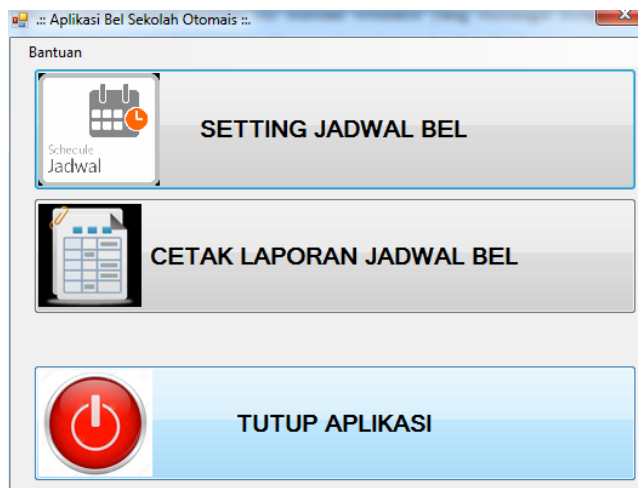 .:: Aplikasi Bel Sekolah Otomais ::.
Bantuan
Schecule
Jadwal
SETTING JADWAL BEL
CETAK LAPORAN JADWAL BEL
TUTUP APLIKASI